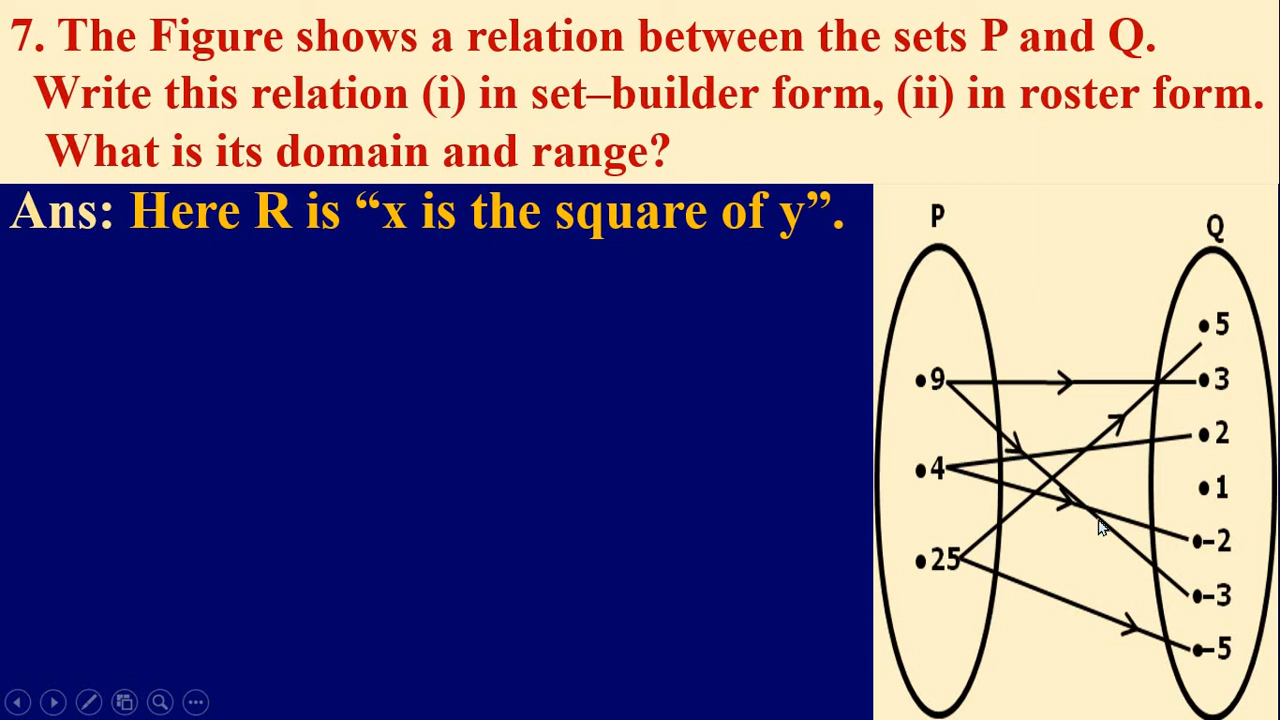 7. The Figure shows a relation between the sets P and Q.
Write this relation (i) in set–builder form, (ii) in roster form.
What is its domain and range?
Ans: Here R is “x is the square of y”.
P
Q
5
9
3
2
4
1
–2
25
–3
–5